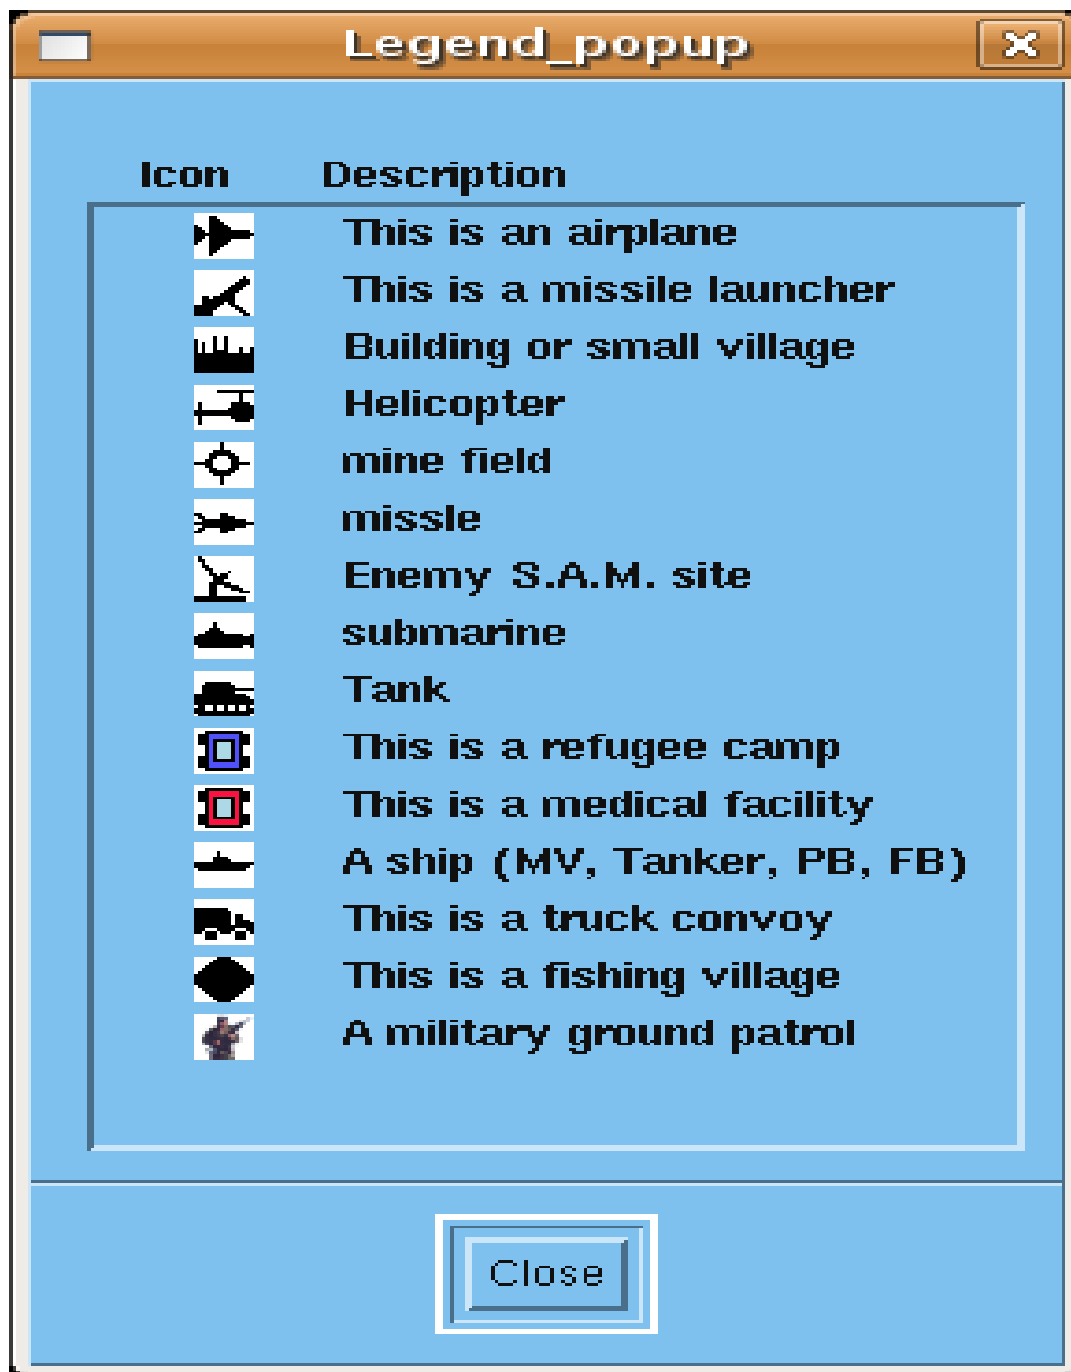 Legend_popup
Icon Description
This is an airplane
This is a missile launcher
Building or small village
Helicopter
mine field
missle
Enemy S.A.M. site
submarine
Tank
This is a refugee camp
This is a medical facility
A ship (MV, Tanker, PB, FB)
This is a truck convoy
This is a fishing village
A military ground patrol
Close